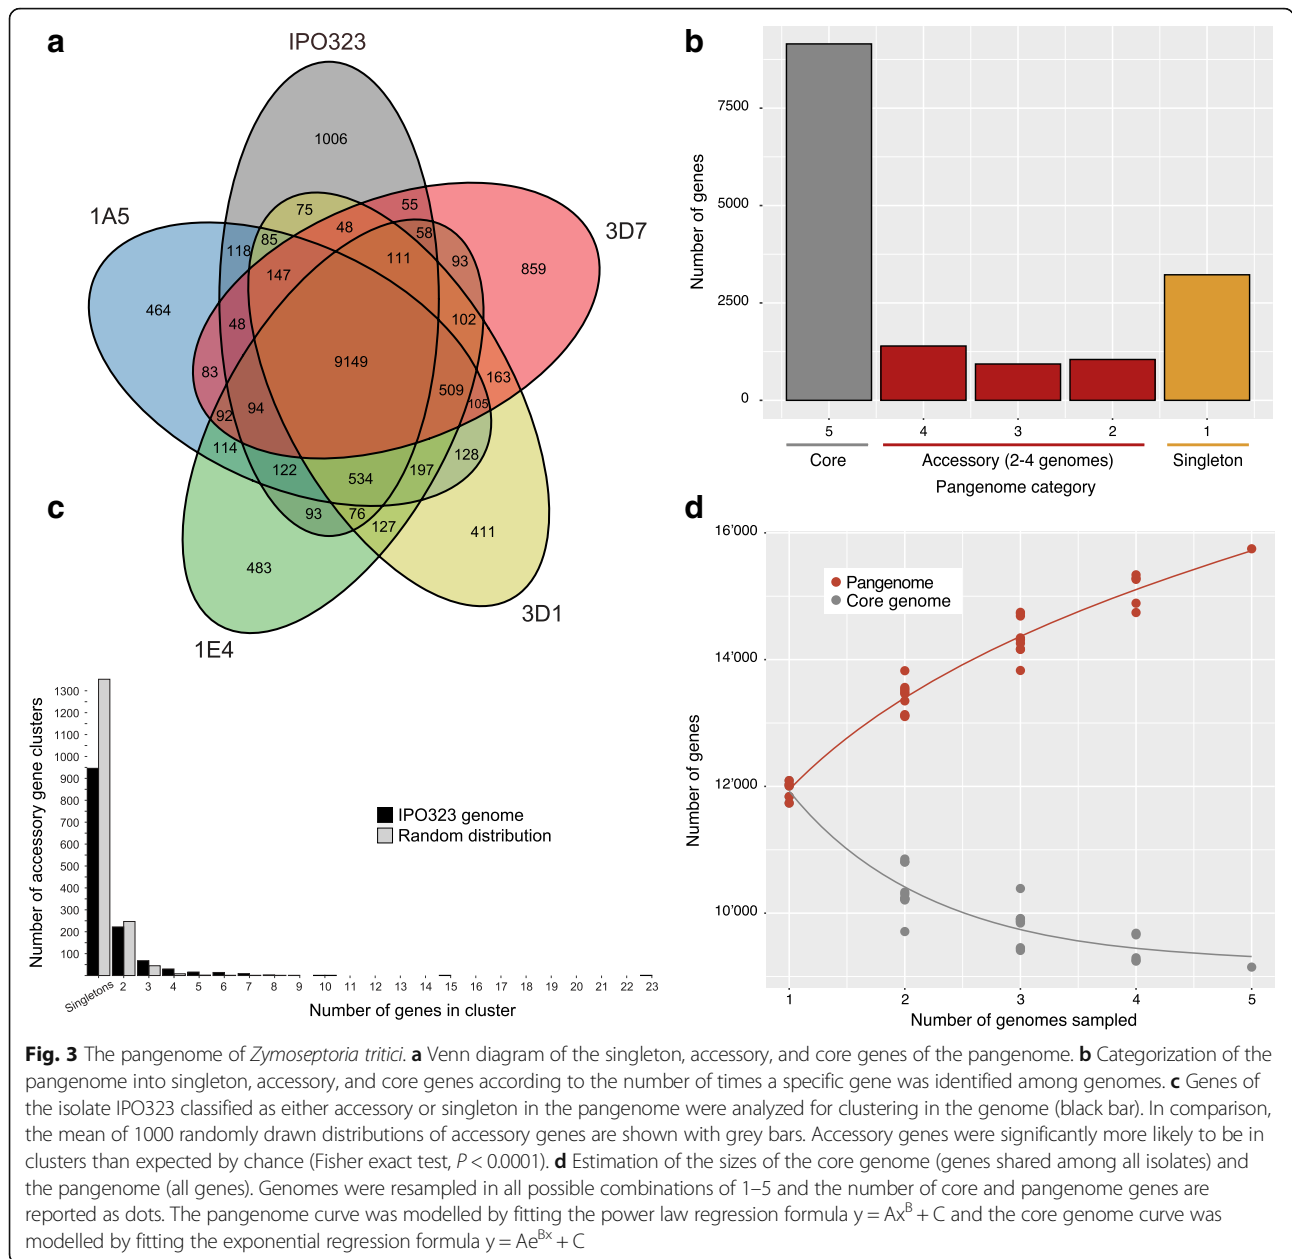 a
IPO323
1006
1A5
3D7
75
55
118
85
48
58
147
111
93
859
464
48
102
83
9149
163
509
105
92
94
114
122
534
197
128
93
76
127
411
483
3D1
1E4
b
Number of genes
7500
5000
2500
0
5 4 3 2 1
Core Accessory (2-4 genomes) Singleton
Pangenome category
c
Number of accessory gene clusters
1300
1200
1100
1000
900
800
700
600
500
400
300
200
100
IPO323 genome
Random distribution
Singletons 2 3 4 5 6 7 8 9 10 11 12 13 14 15 16 17 18 19 20 21 22 23
Number of genes in cluster
d
Number of genes
16'000
14'000
12'000
10'000
Pangenome
Core genome
1 2 3 4 5
Number of genomes sampled
Fig. 3 The pangenome of Zymoseptoria tritici. a Venn diagram of the singleton, accessory, and core genes of the pangenome. b Categorization of the
pangenome into singleton, accessory, and core genes according to the number of times a specific gene was identified among genomes. c Genes of
the isolate IPO323 classified as either accessory or singleton in the pangenome were analyzed for clustering in the genome (black bar). In comparison,
the mean of 1000 randomly drawn distributions of accessory genes are shown with grey bars. Accessory genes were significantly more likely to be in
clusters than expected by chance (Fisher exact test, P < 0.0001). d Estimation of the sizes of the core genome (genes shared among all isolates) and
the pangenome (all genes). Genomes were resampled in all possible combinations of 1–5 and the number of core and pangenome genes are
reported as dots. The pangenome curve was modelled by fitting the power law regression formula y = Ax^B + C and the core genome curve was
modelled by fitting the exponential regression formula y = Ae^Bx + C